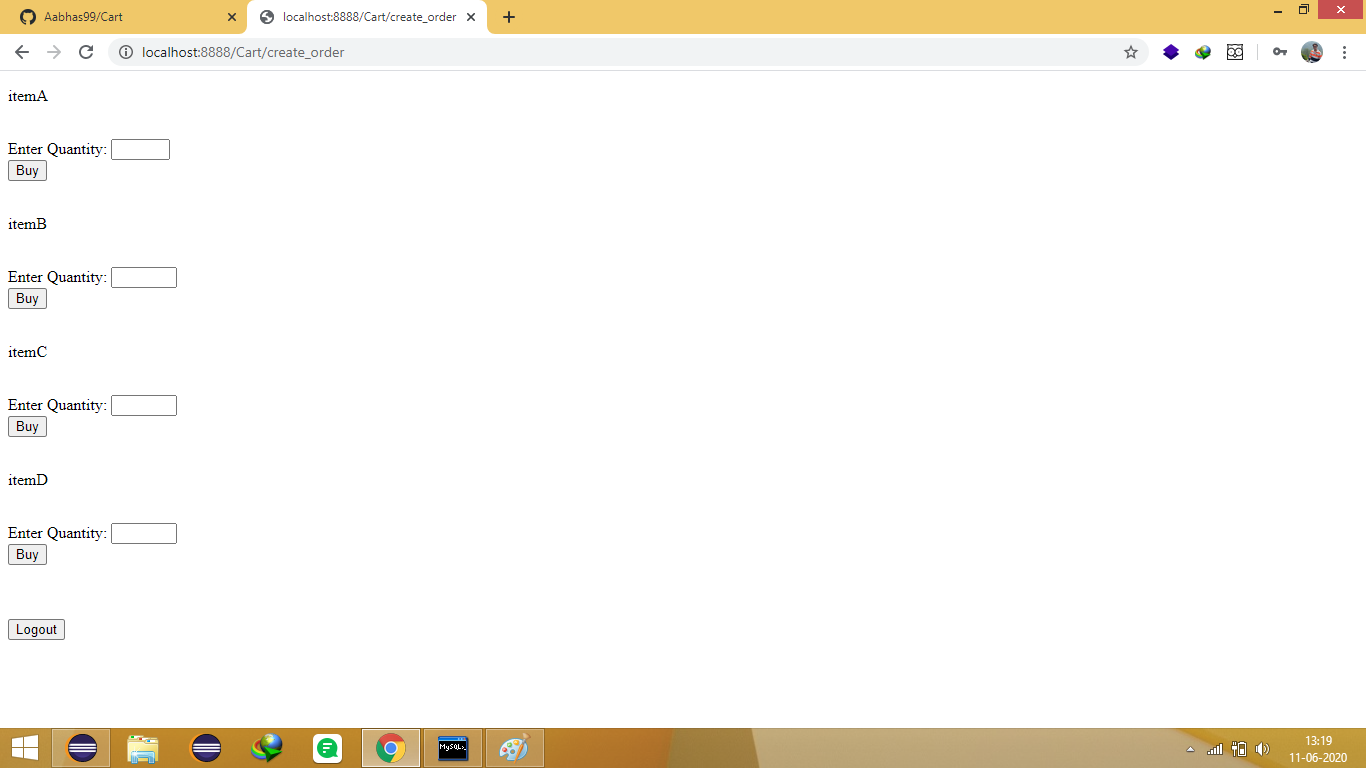 Aabhas99/Cart
localhost:8888/Cart/create_order
localhost:8888/Cart/create_order
itemA
Enter Quantity:
Buy
itemB
Enter Quantity:
Buy
itemC
Enter Quantity:
Buy
itemD
Enter Quantity:
Buy
Logout
MySQL
13:19
11-06-2020